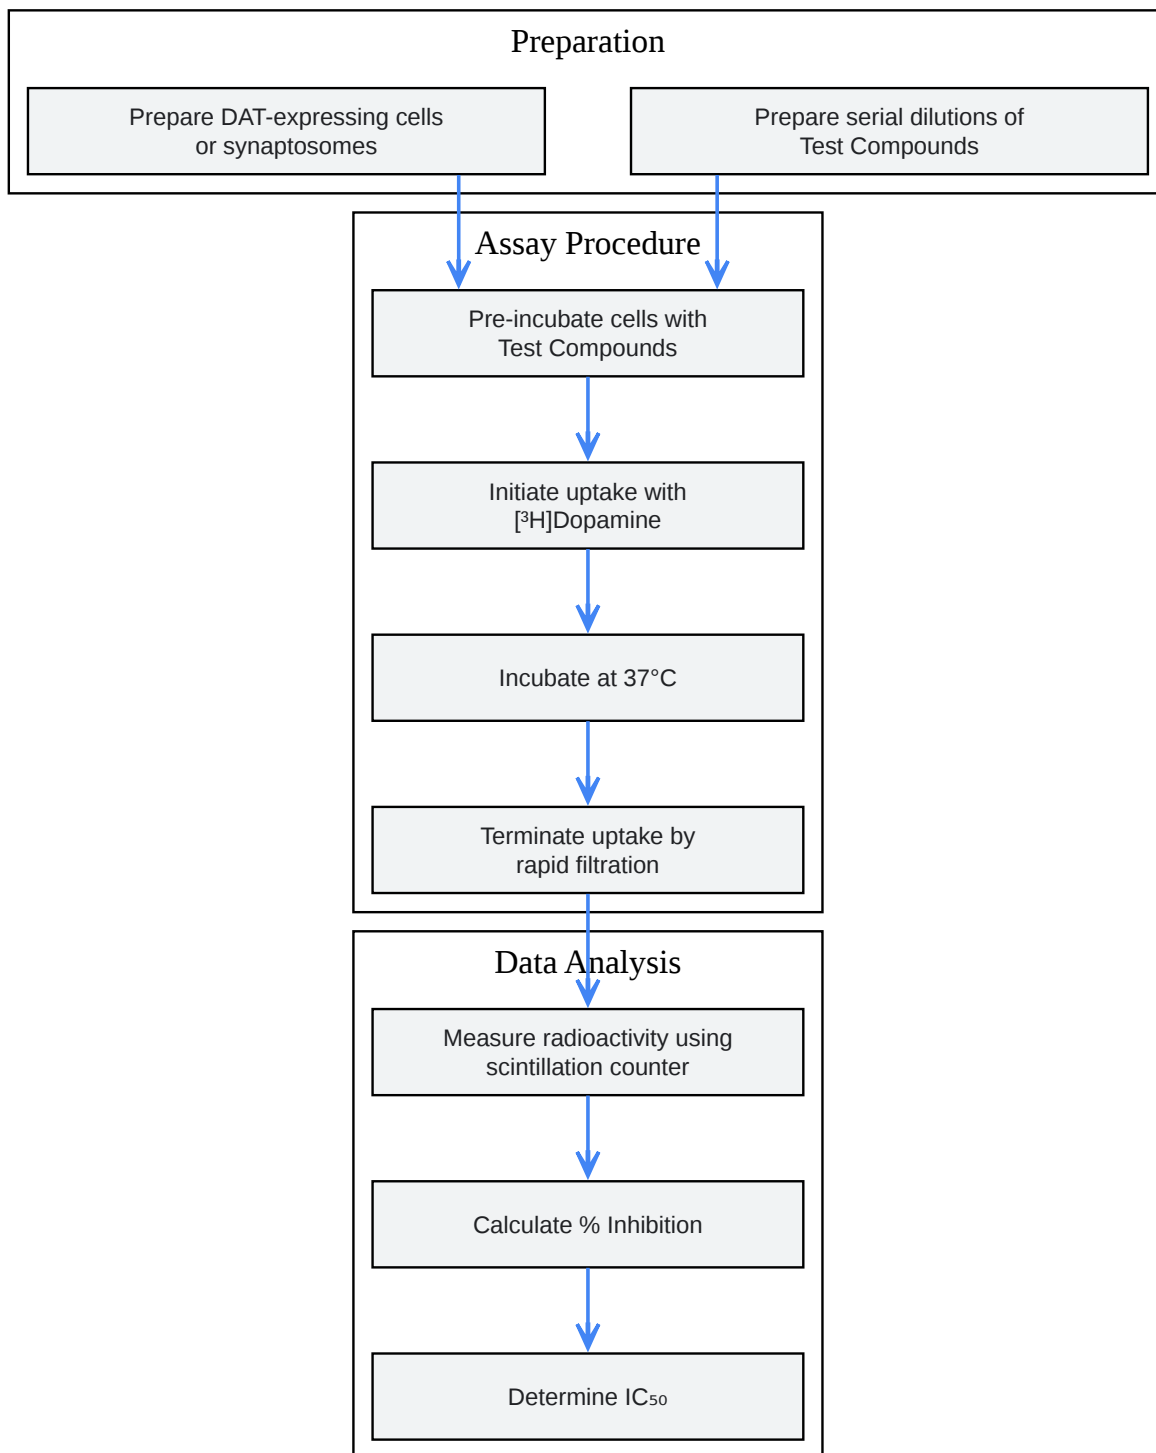 Preparation
Prepare DAT-expressing cells
or synaptosomes
Prepare serial dilutions of
Test Compounds
Assay Procedure
Pre-incubate cells with
Test Compounds
Initiate uptake with
[³H]Dopamine
Incubate at 37°C
Terminate uptake by
rapid filtration
Data Analysis
Measure radioactivity using
scintillation counter
Calculate % Inhibition
Determine IC₅₀